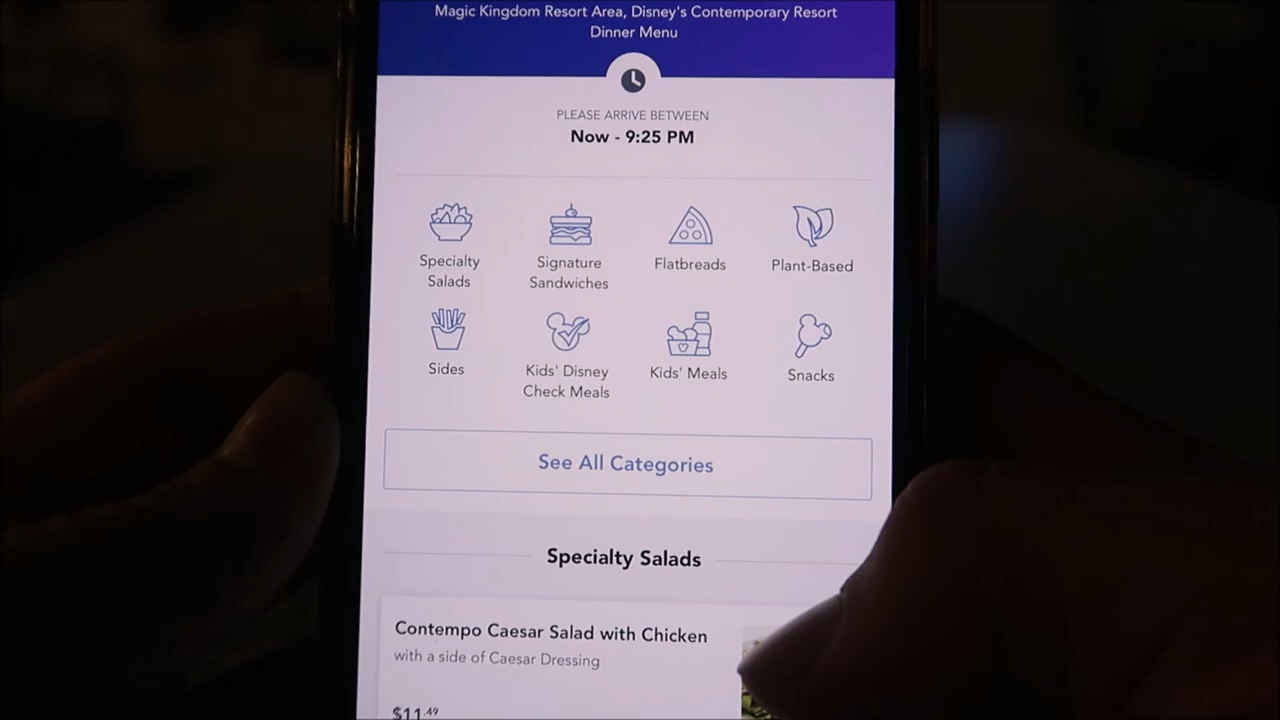 Magic Kingdom Resort Area, Disney's Contemporary Resort
Dinner Menu
PLEASE ARRIVE BETWEEN
Now - 9:25 PM
Specialty Salads
Signature Sandwiches
Flatbreads
Plant-Based
Sides
Kids' Disney Check Meals
Kids' Meals
Snacks
See All Categories
Specialty Salads
Contempo Caesar Salad with Chicken
with a side of Caesar Dressing
$11.49